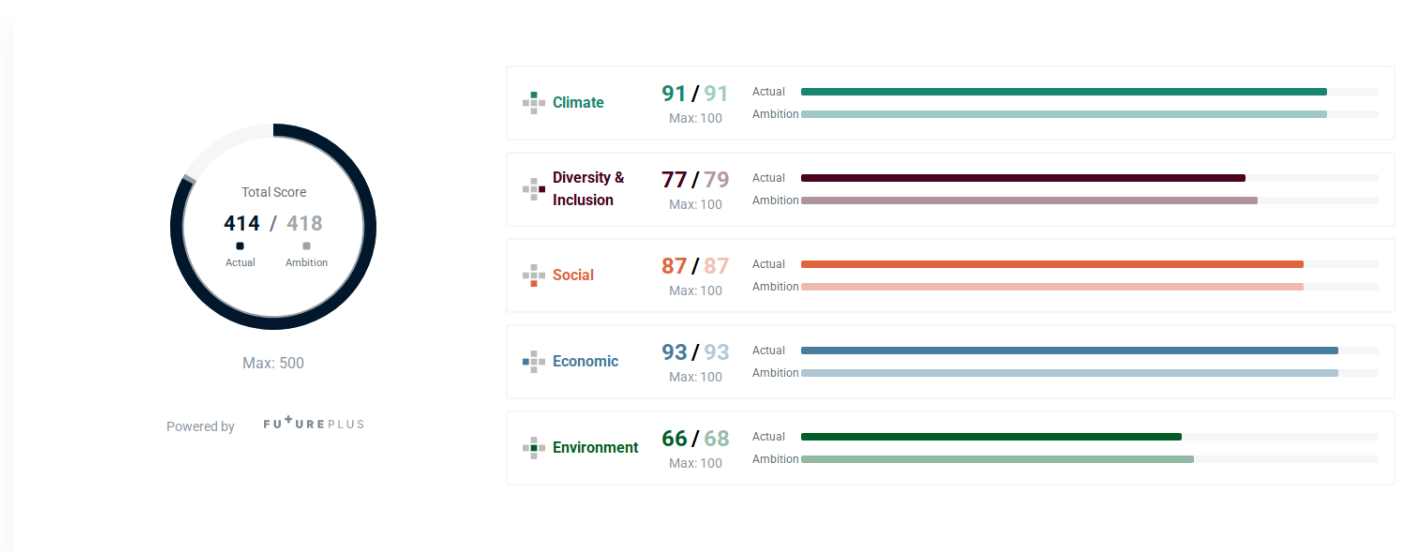 Total Score
414 / 418
Actual Ambition
Max: 500
Powered by FUTUREPLUS
Climate
91 / 91
Max: 100
Actual
Ambition
Diversity &
Inclusion
77 / 79
Max: 100
Actual
Ambition
Social
87 / 87
Max: 100
Actual
Ambition
Economic
93 / 93
Max: 100
Actual
Ambition
Environment
66 / 68
Max: 100
Actual
Ambition